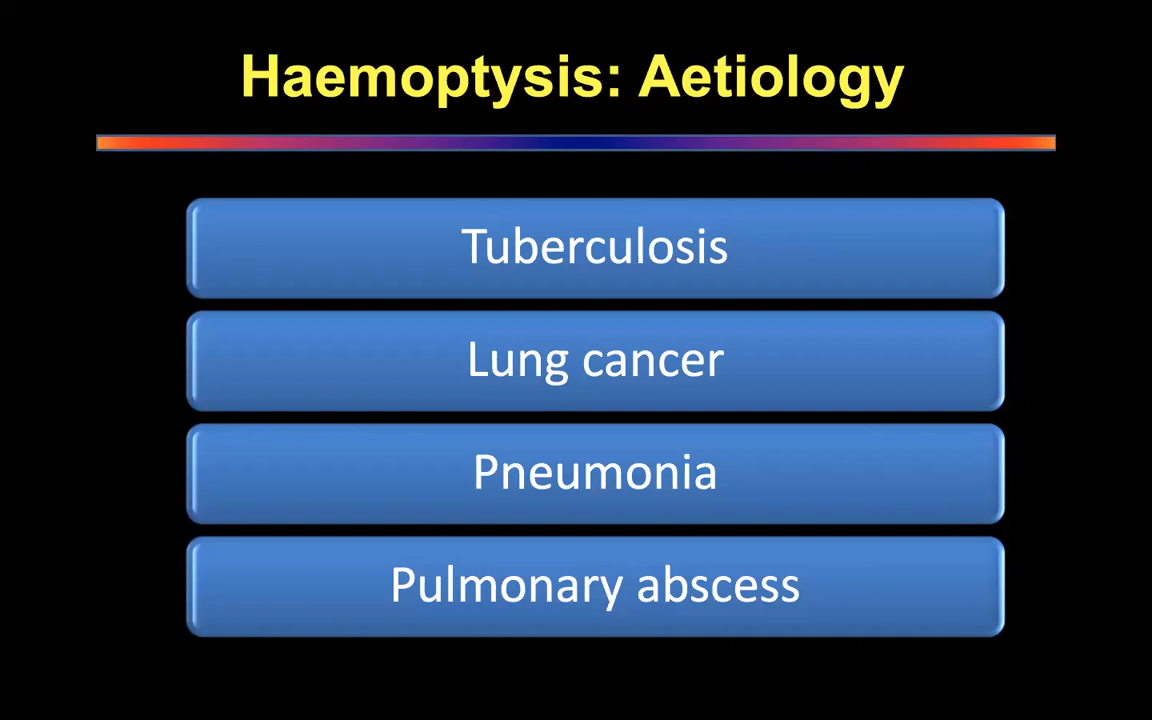 Haemoptysis: Aetiology
Tuberculosis
Lung cancer
Pneumonia
Pulmonary abscess